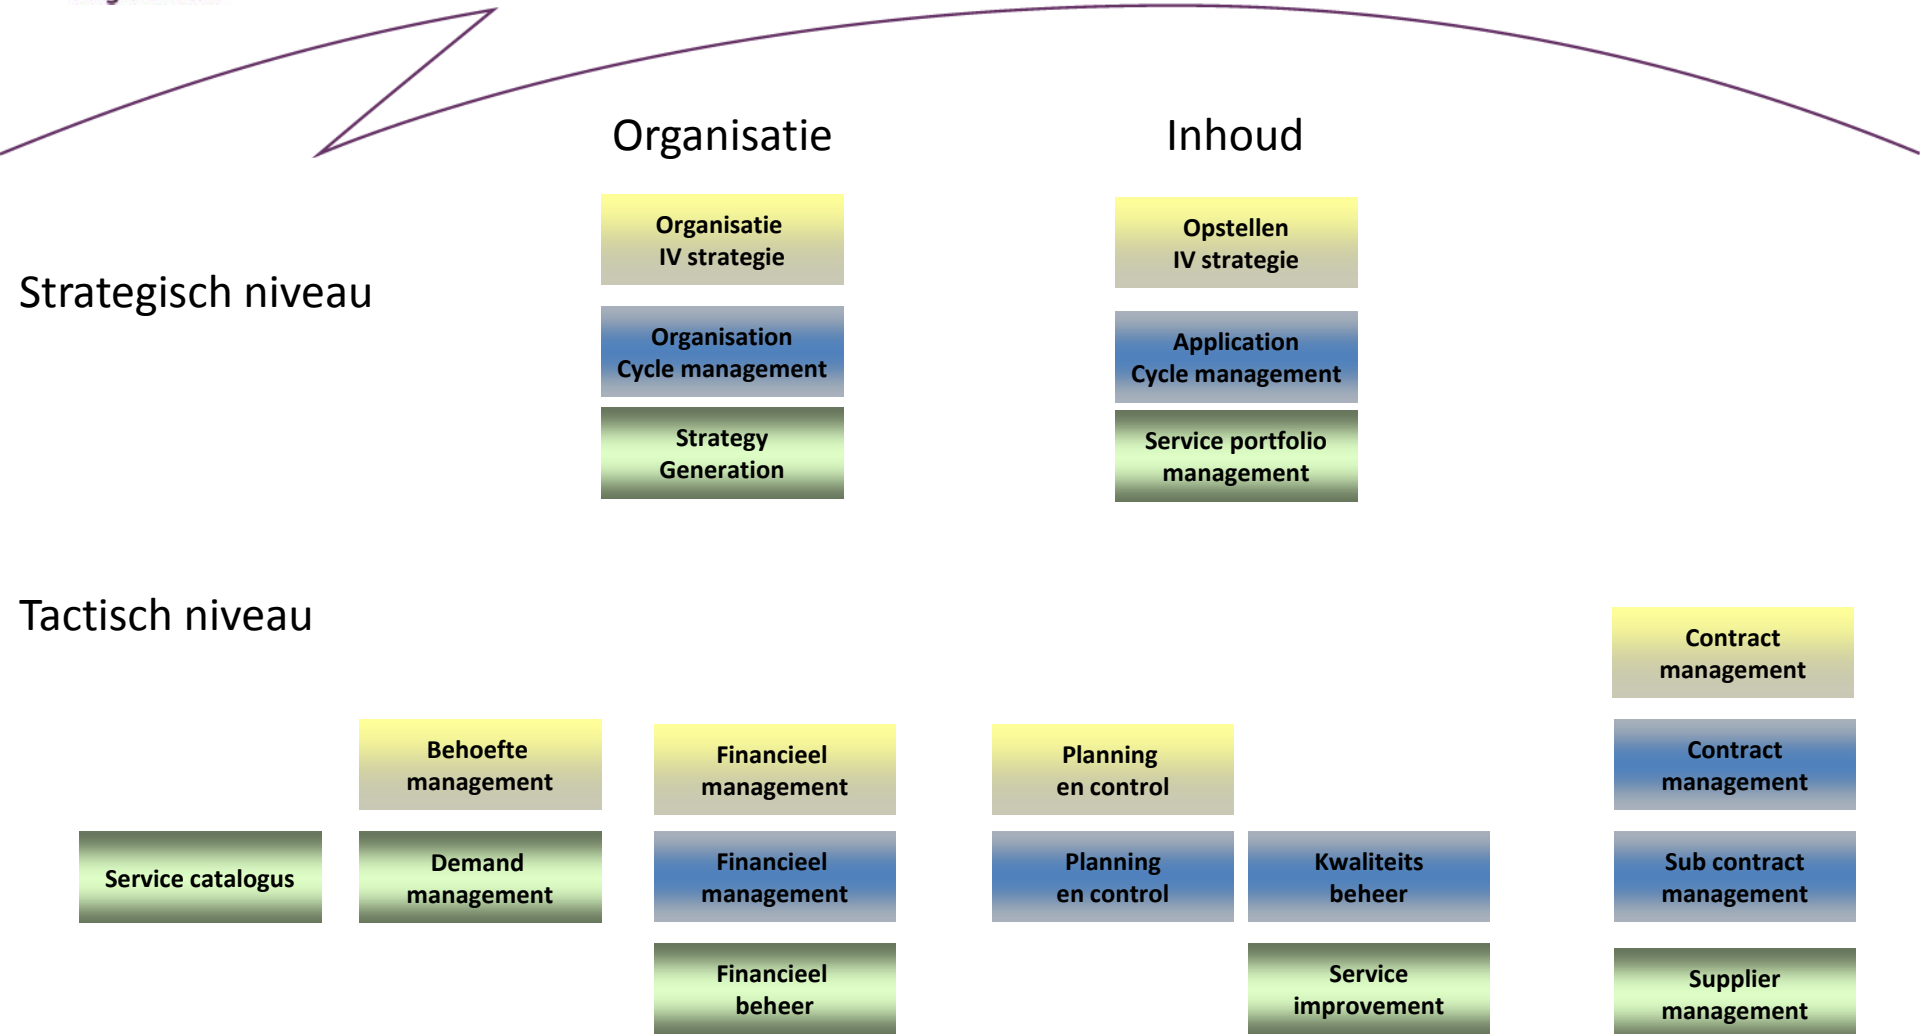 Organisatie
Inhoud
Organisatie
IV strategie
Opstellen
IV strategie
Strategisch niveau
Organisation
Cycle management
Application
Cycle management
Strategy
Generation
Service portfolio
management
Tactisch niveau
Contract
management
Behoefte
management
Financieel
management
Planning
en control
Contract
management
Service catalogus
Demand
management
Financieel
management
Planning
en control
Kwaliteits
beheer
Sub contract
management
Financieel
beheer
Service
improvement
Supplier
management